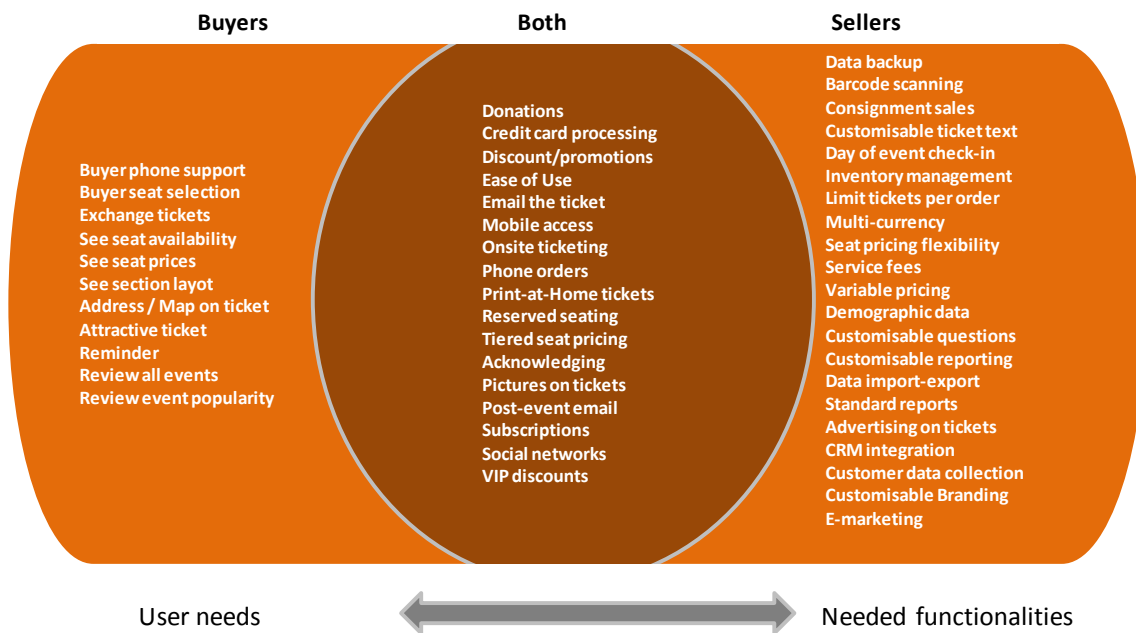 Buyers
Both
Sellers
Buyer phone support
Buyer seat selection
Exchange tickets
See seat availability
See seat prices
See section layot
Address / Map on ticket
Attractive ticket
Reminder
Review all events
Review event popularity
Donations
Credit card processing
Discount/promotions
Ease of Use
Email the ticket
Mobile access
Onsite ticketing
Phone orders
Print-at-Home tickets
Reserved seating
Tiered seat pricing
Acknowledging
Pictures on tickets
Post-event email
Subscriptions
Social networks
VIP discounts
Data backup
Barcode scanning
Consignment sales
Customisable ticket text
Day of event check-in
Inventory management
Limit tickets per order
Multi-currency
Seat pricing flexibility
Service fees
Variable pricing
Demographic data
Customisable questions
Customisable reporting
Data import-export
Standard reports
Advertising on tickets
CRM integration
Customer data collection
Customisable Branding
E-marketing
User needs
Needed functionalities